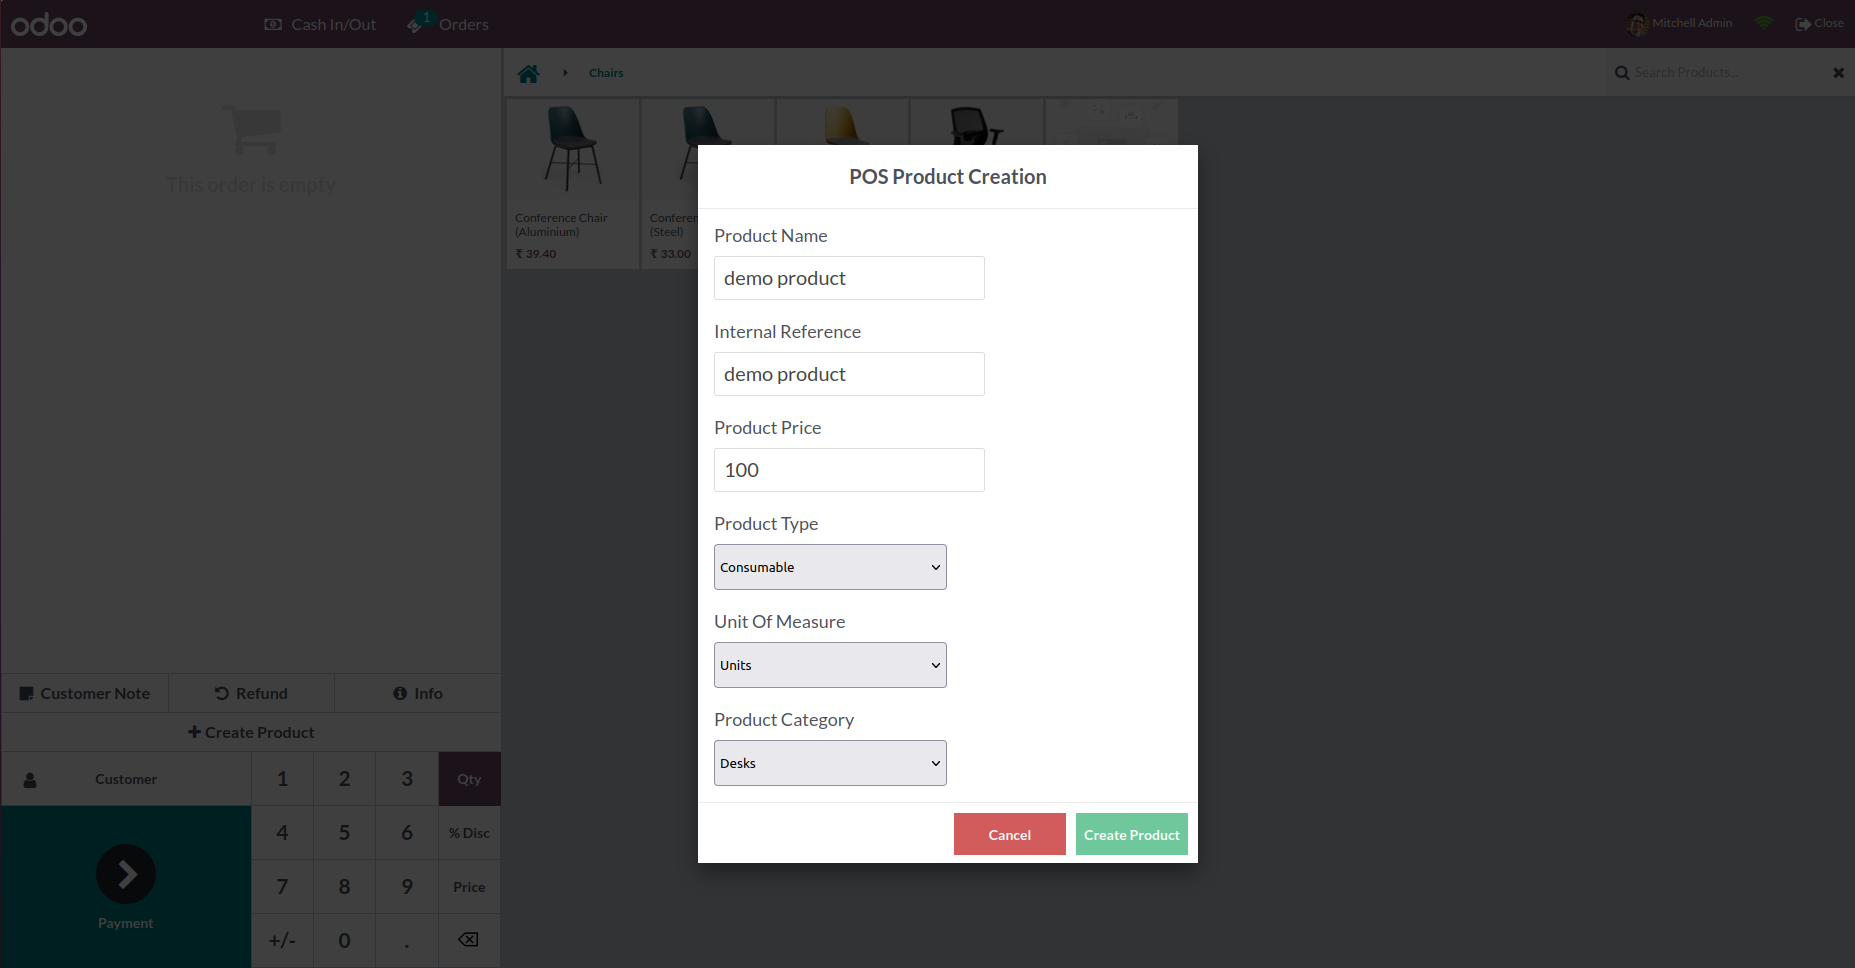 odoo
Cash In/Out
1
Orders
Mitchell Admin
Close
Chairs
Search Products...
This order is empty
Conference Chair
(Aluminium)
₹ 39.40
(Steel)
₹ 33.00
POS Product Creation
Product Name
demo product
Internal Reference
demo product
Product Price
100
Product Type
Consumable
Unit Of Measure
Units
Product Category
Desks
Cancel
Create Product
Customer Note
Refund
Info
Create Product
Customer
1
2
3
Qty
4
5
6
% Disc
Payment
7
8
9
Price
+/-
0
.